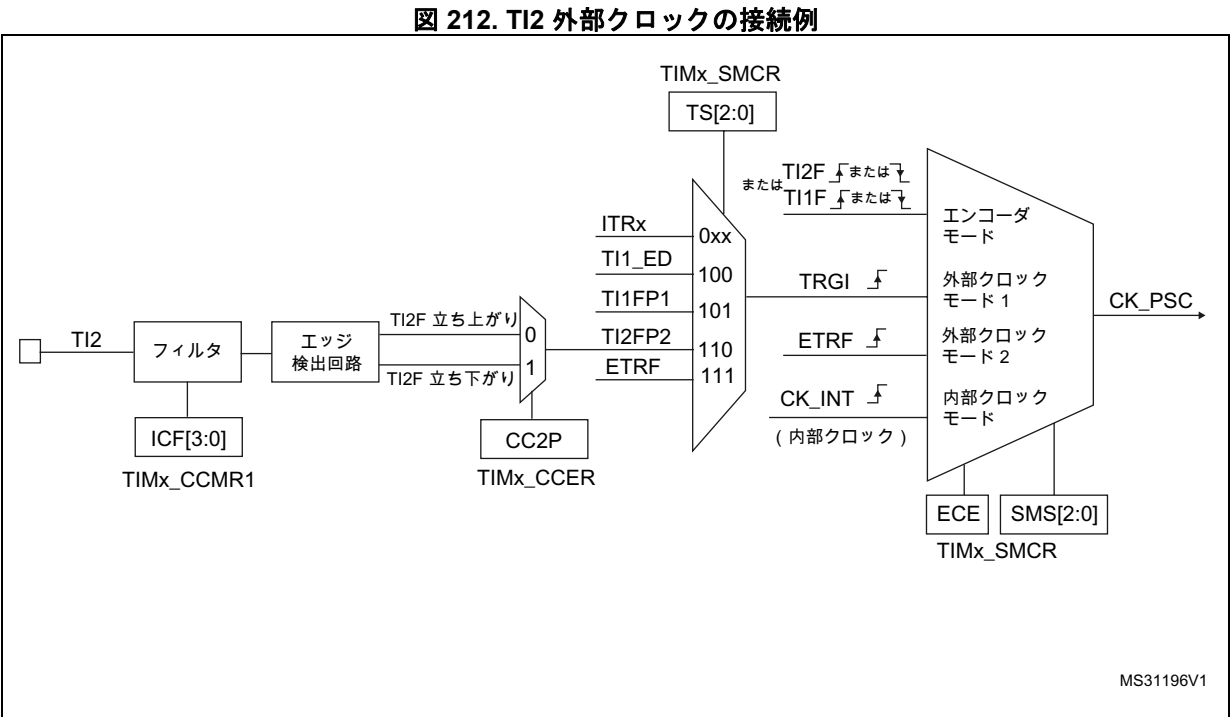 図 212. TI2 外部クロックの接続例
TIMx_SMCR
TS[2:0]
または
TI2F または
TI1F または
エンコーダ
モード
ITRx
0xx
TI1_ED
100
TI1FP1
101
TI2FP2
110
ETRF
111
TRGI
外部クロック
モード 1
CK_PSC
ETRF
外部クロック
モード 2
CK_INT
(内部クロック)
内部クロック
モード
TI2
フィルタ
エッジ
検出回路
TI2F 立ち上がり
0
TI2F 立ち下がり
1
ICF[3:0]
TIMx_CCMR1
CC2P
TIMx_CCER
ECE
SMS[2:0]
TIMx_SMCR
MS31196V1